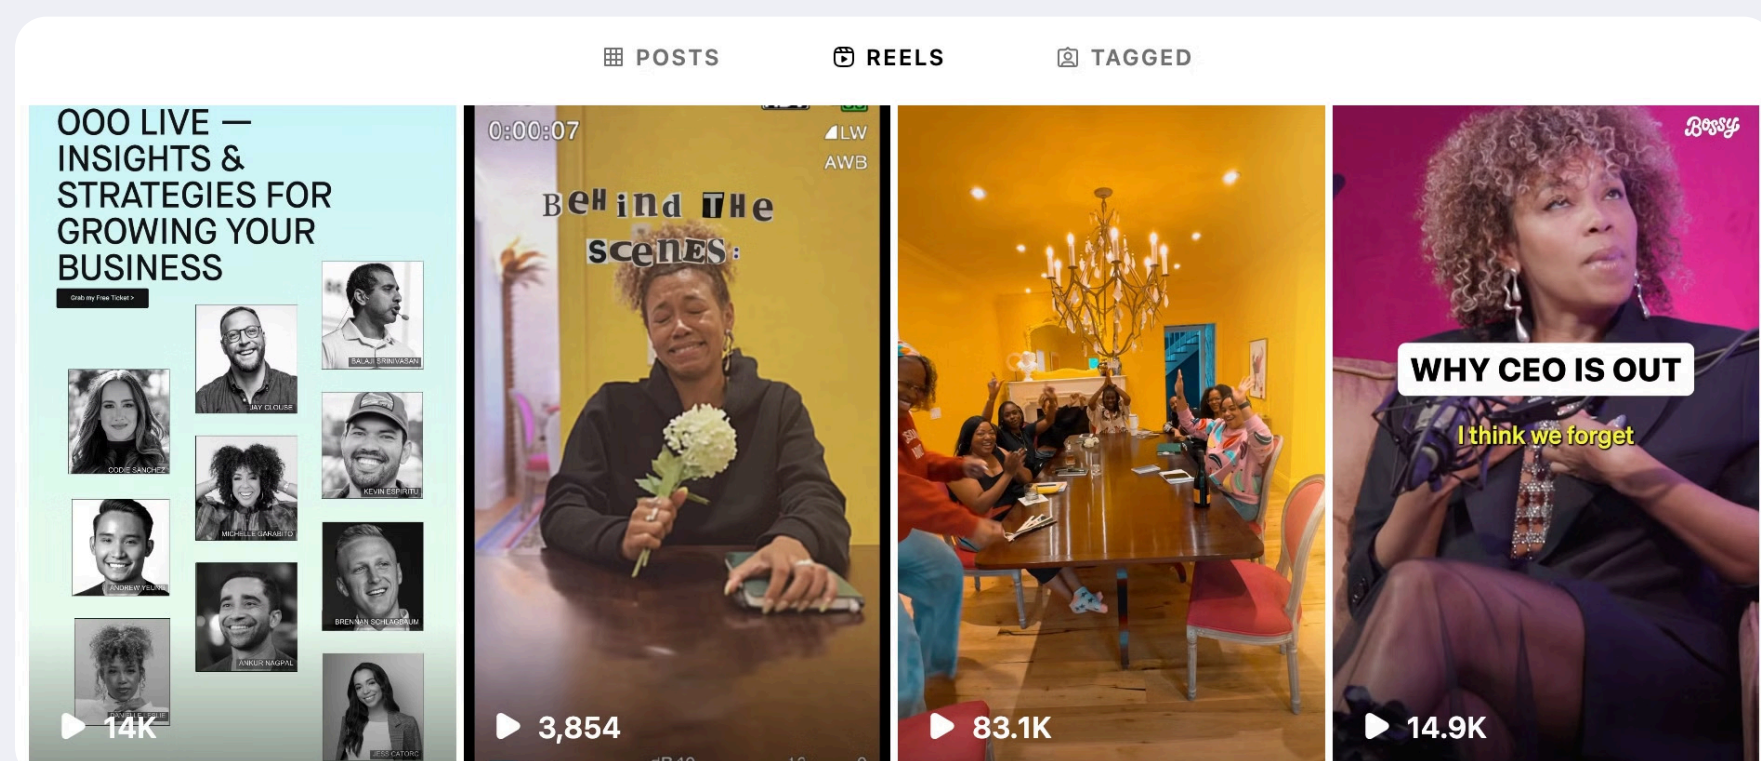 POSTS
REELS
TAGGED
OOO LIVE —
INSIGHTS &
STRATEGIES FOR
GROWING YOUR
BUSINESS
Grab my Free Ticket >
BALAJI SRINIVASAN
JAY CLOUSE
CODIE SANCHEZ
KEVIN ESPIRITU
MICHELLE GARABITO
ANDREW YEUNG
BRENNAN SCHLAGBAUM
ANKUR NAGPAL
DANIELLE LESLIE
14K
0:00:07
LW
AWB
BeHind THe
scenES:
3,854
83.1K
Bossy
WHY CEO IS OUT
I think we forget
14.9K